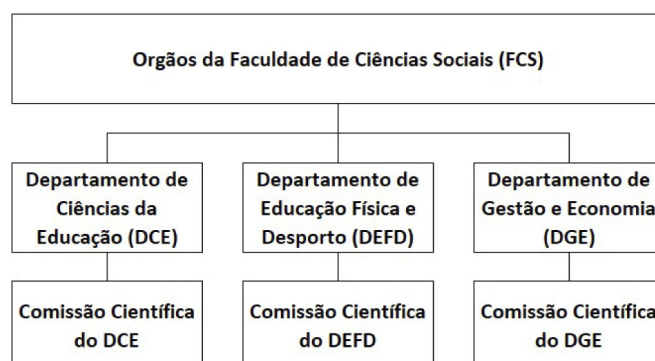 Orgãos da Faculdade de Ciências Sociais (FCS)
Departamento de
Ciências da
Educação (DCE)
Departamento de
Educação Física e
Desporto (DEFD)
Departamento de
Gestão e Economia
(DGE)
Comissão Científica
do DCE
Comissão Científica
do DEFD
Comissão Científica
do DGE